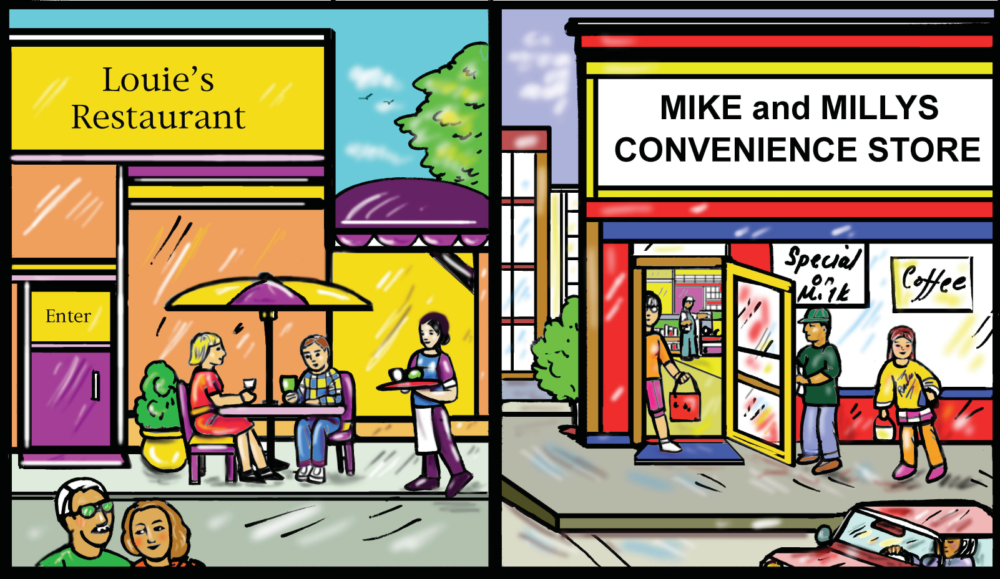 Louie's
Restaurant
Enter
MIKE and MILLYS
CONVENIENCE STORE
Special
on
Milk
Coffee